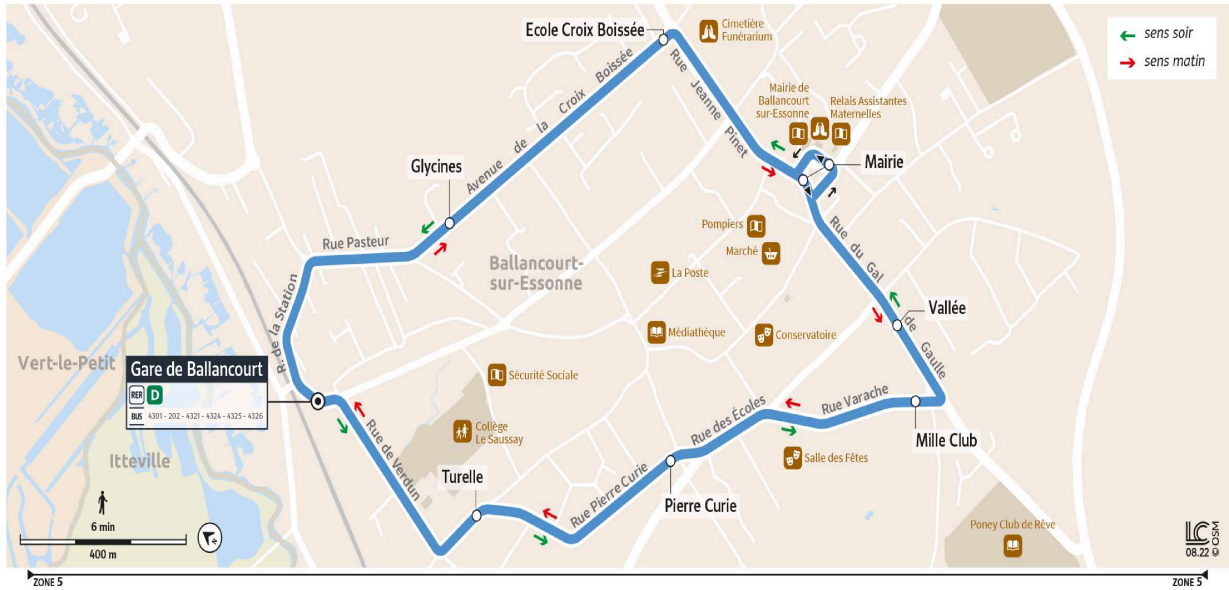 Ecole Croix Boissée
Cimetière
Funérarium
sens soir
sens matin
Avenue de la Croix Boissée
Rue Jeanne Pinet
Mairie de
Ballancourt
sur-Essonne
Relais Assistantes
Maternelles
Mairie
Glycines
Rue Pasteur
Pompiers
Marché
Rue du Gal de Gaulle
Ballancourt-
sur-Essonne
La Poste
R. de la Station
Vallée
Médiathèque
Conservatoire
Vert-le-Petit
Gare de Ballancourt
RER D
BUS 4301 - 202 - 4321 - 4324 - 4325 - 4326
Sécurité Sociale
Rue Varache
Rue des Écoles
Mille Club
Collège
Le Saussay
Rue de Verdun
Itteville
Turelle
Salle des Fêtes
Rue Pierre Curie
Pierre Curie
6 min
400 m
Poney Club de Rêve
LC
08.22 © OSM
ZONE 5
ZONE 5